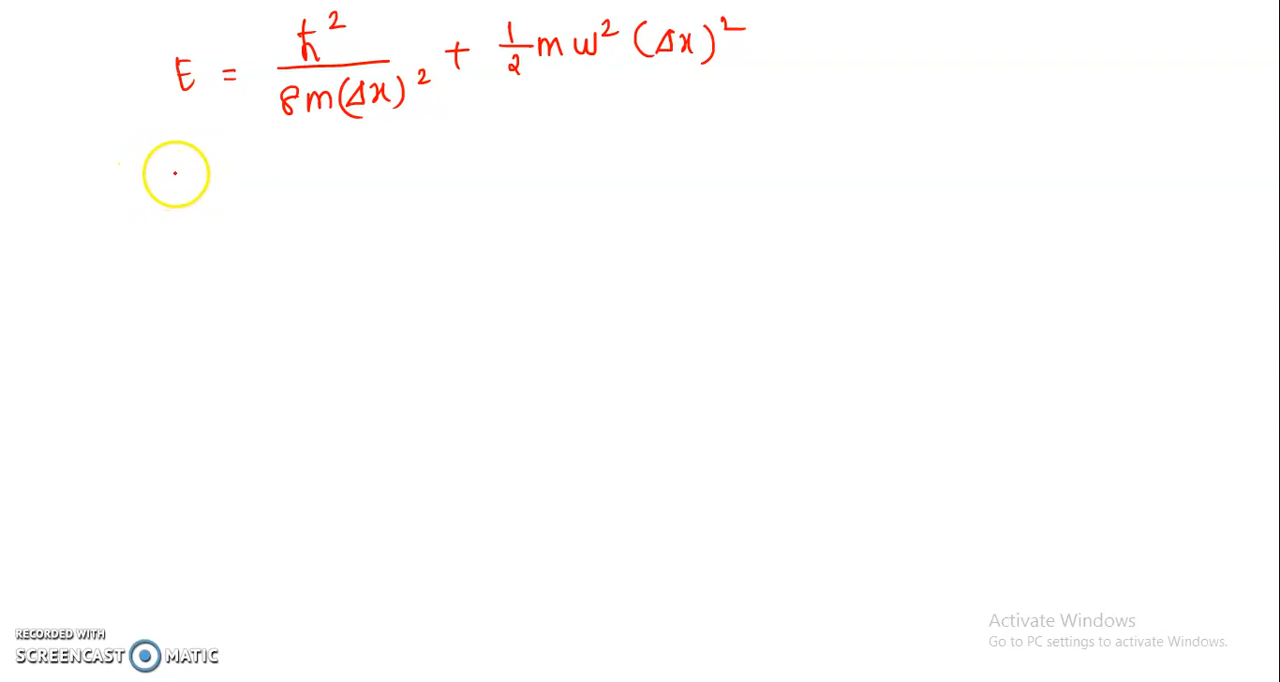 E = ħ² / 8m(Δx)² + 1/2 mω² (Δx)²
Activate Windows
Go to PC settings to activate Windows.
RECORDED WITH
SCREENCAST MATIC